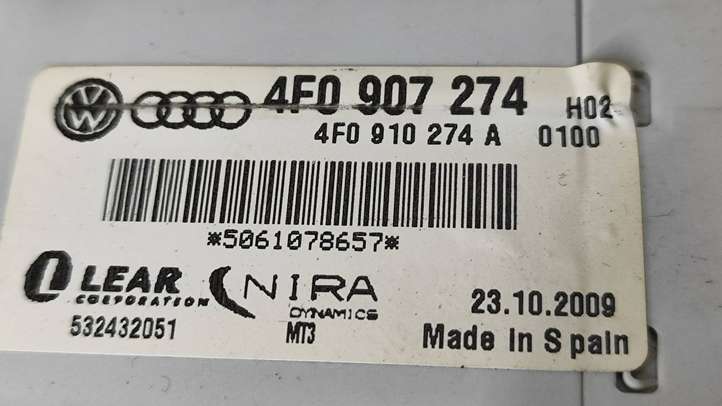 4F0 907 274 H02
4F0 910 274 A 0100
*5061078657*
LEAR
CORPORATION
532432051
NIRA
DYNAMICS
MT3
23.10.2009
Made in Spain